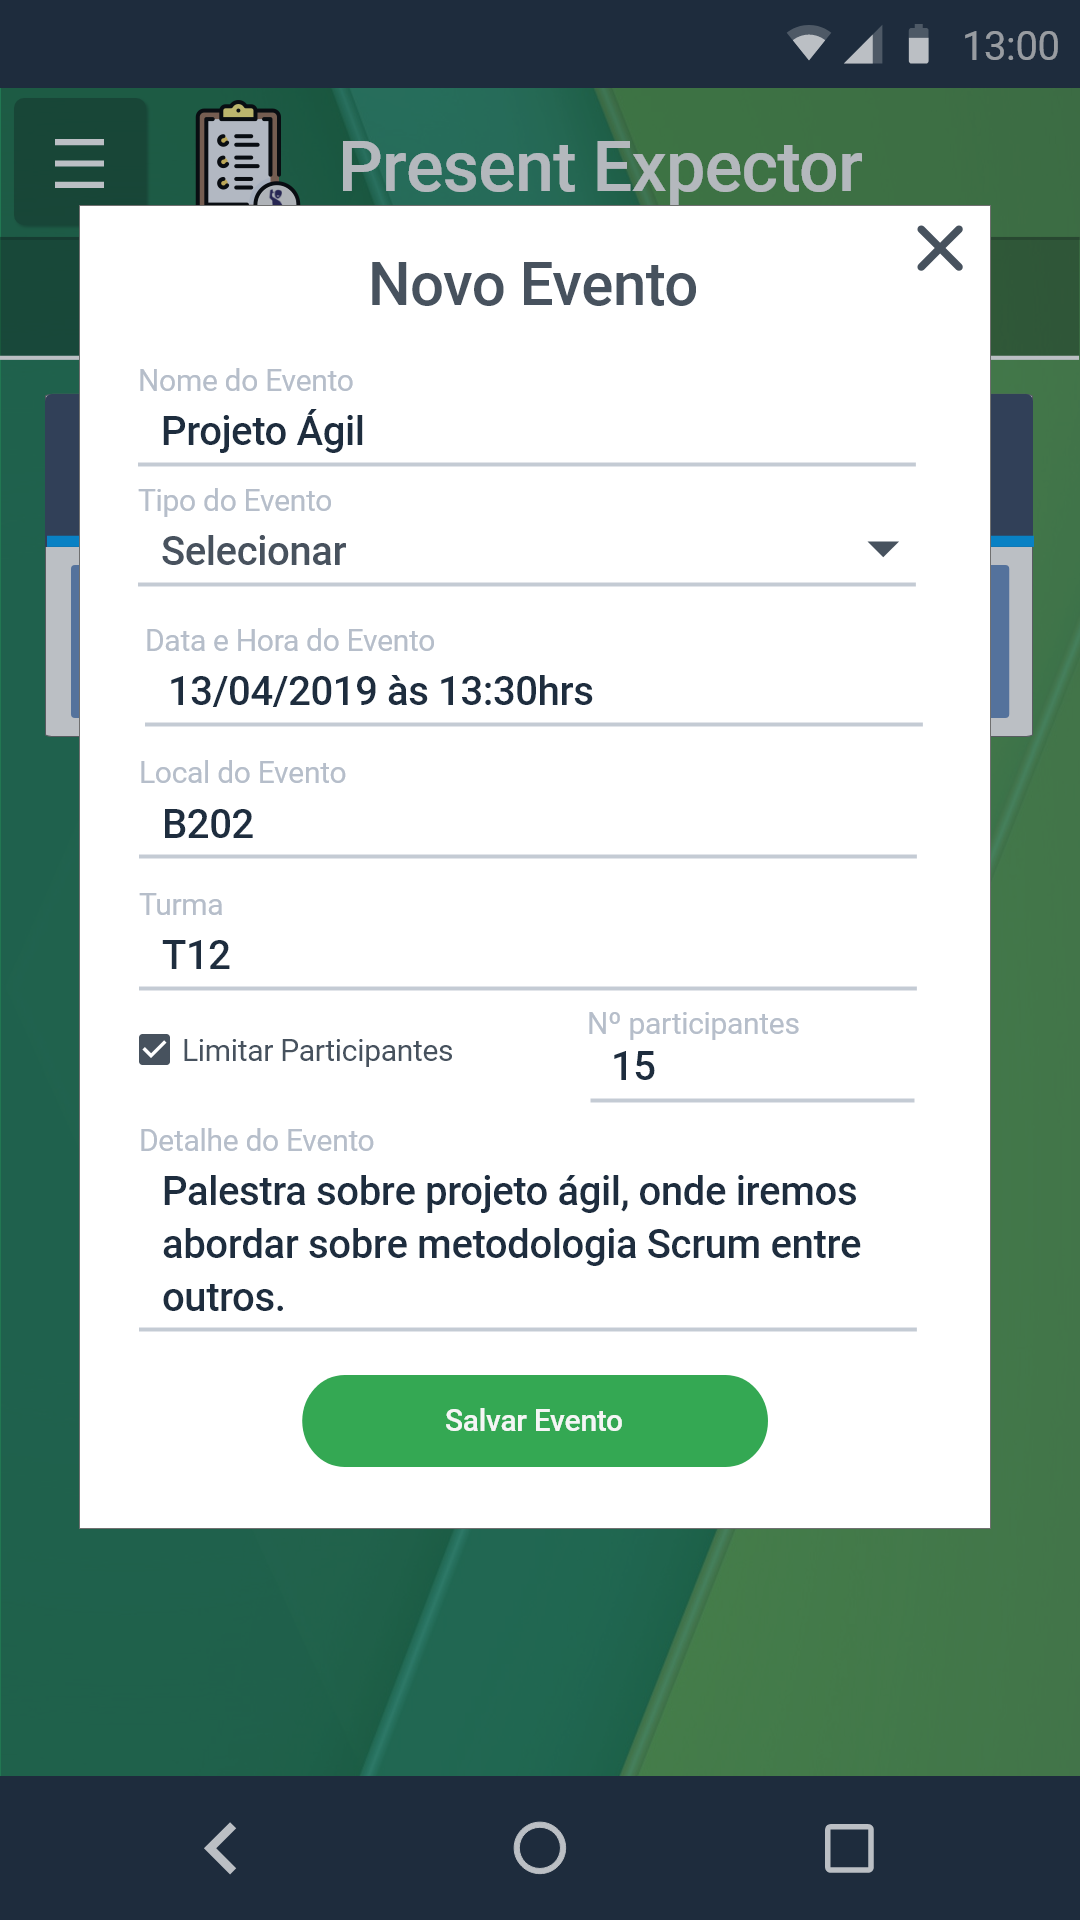 13:00
Present Expector
Novo Evento
Nome do Evento
Projeto Ágil
Tipo do Evento
Selecionar
Data e Hora do Evento
13/04/2019 às 13:30hrs
Local do Evento
B202
Turma
T12
Limitar Participantes
Nº participantes
15
Detalhe do Evento
Palestra sobre projeto ágil, onde iremos
abordar sobre metodologia Scrum entre
outros.
Salvar Evento